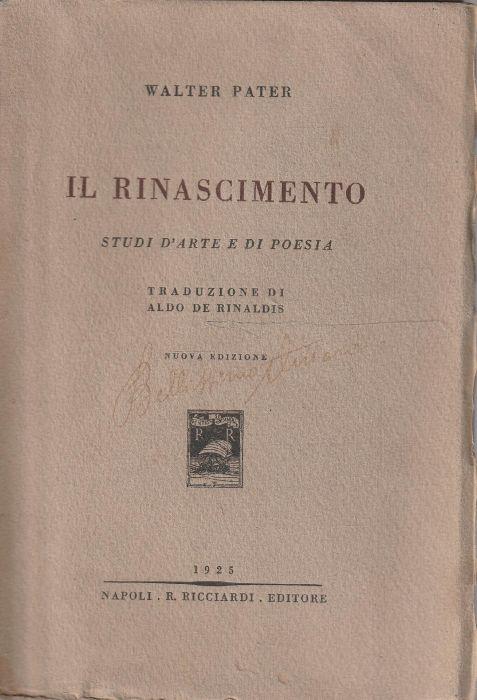 WALTER PATER
IL RINASCIMENTO
STUDI D'ARTE E DI POESIA
TRADUZIONE DI
ALDO DE RINALDIS
NUOVA EDIZIONE
R R
1925
NAPOLI . R. RICCIARDI . EDITORE